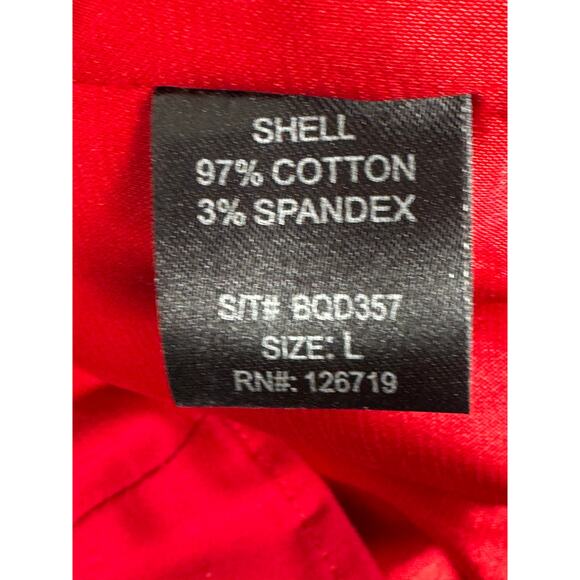 SHELL
97% COTTON
3% SPANDEX
S/T# BQD357
SIZE: L
RN#: 126719